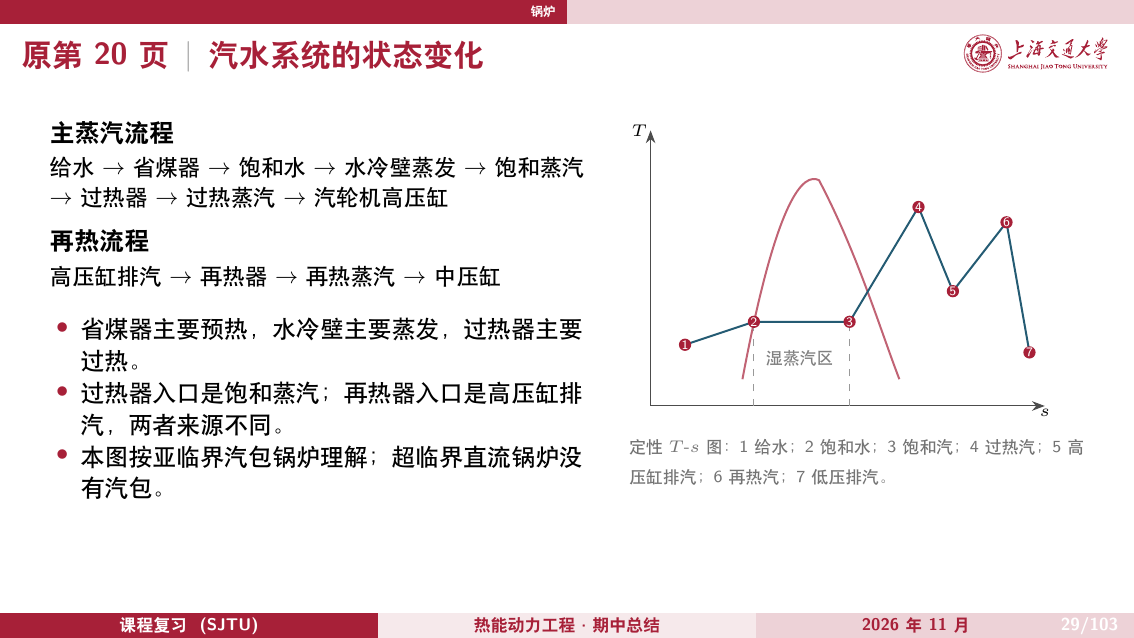 锅炉
原第 20 页 | 汽水系统的状态变化
上海交通大学
SHANGHAI JIAO TONG UNIVERSITY
主蒸汽流程
给水 → 省煤器 → 饱和水 → 水冷壁蒸发 → 饱和蒸汽
→ 过热器 → 过热蒸汽 → 汽轮机高压缸
再热流程
高压缸排汽 → 再热器 → 再热蒸汽 → 中压缸
• 省煤器主要预热，水冷壁主要蒸发，过热器主要
过热。
• 过热器入口是饱和蒸汽；再热器入口是高压缸排
汽，两者来源不同。
• 本图按亚临界汽包锅炉理解；超临界直流锅炉没
有汽包。
T
1
2
3
4
5
6
7
湿蒸汽区
s
定性 T-s 图：1 给水；2 饱和水；3 饱和汽；4 过热汽；5 高
压缸排汽；6 再热汽；7 低压排汽。
课程复习 (SJTU)
热能动力工程 · 期中总结
2026 年 11 月
29/103